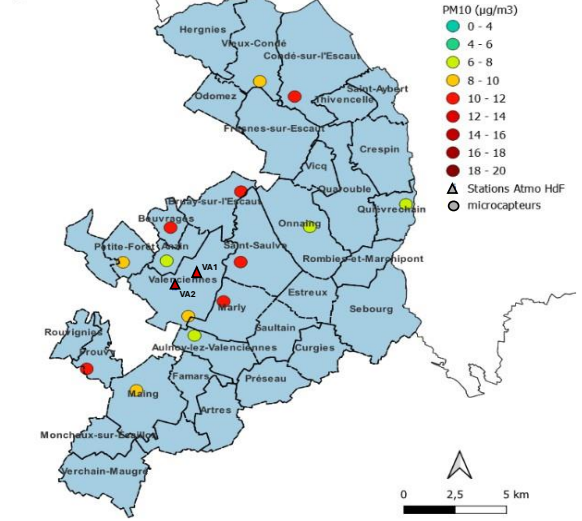 PM10 (µg/m3)
0 - 4
4 - 6
6 - 8
8 - 10
10 - 12
12 - 14
14 - 16
16 - 18
18 - 20
Stations Atmo HdF
microcapteurs
Hergnies
Vieux-Condé
Condé-sur-l'Escaut
Odomez
Thivencelle
Saint-Aybert
Fresnes-sur-Escaut
Crespin
Vicq
Quarouble
Bruay-sur-l'Escaut
Quiévrechain
Beuvrages
Onnaing
Petite-Forêt
Anzin
Saint-Saulve
Rombies-et-Marchipont
VA1
Valenciennes
VA2
Estreux
Marly
Sebourg
Rouvignies
Saultain
Prouvy
Aulnoy-lez-Valenciennes
Curgies
Famars
Préseau
Maing
Artres
Monchaux-sur-Écaillon
Verchain-Maugré
0
2,5
5 km